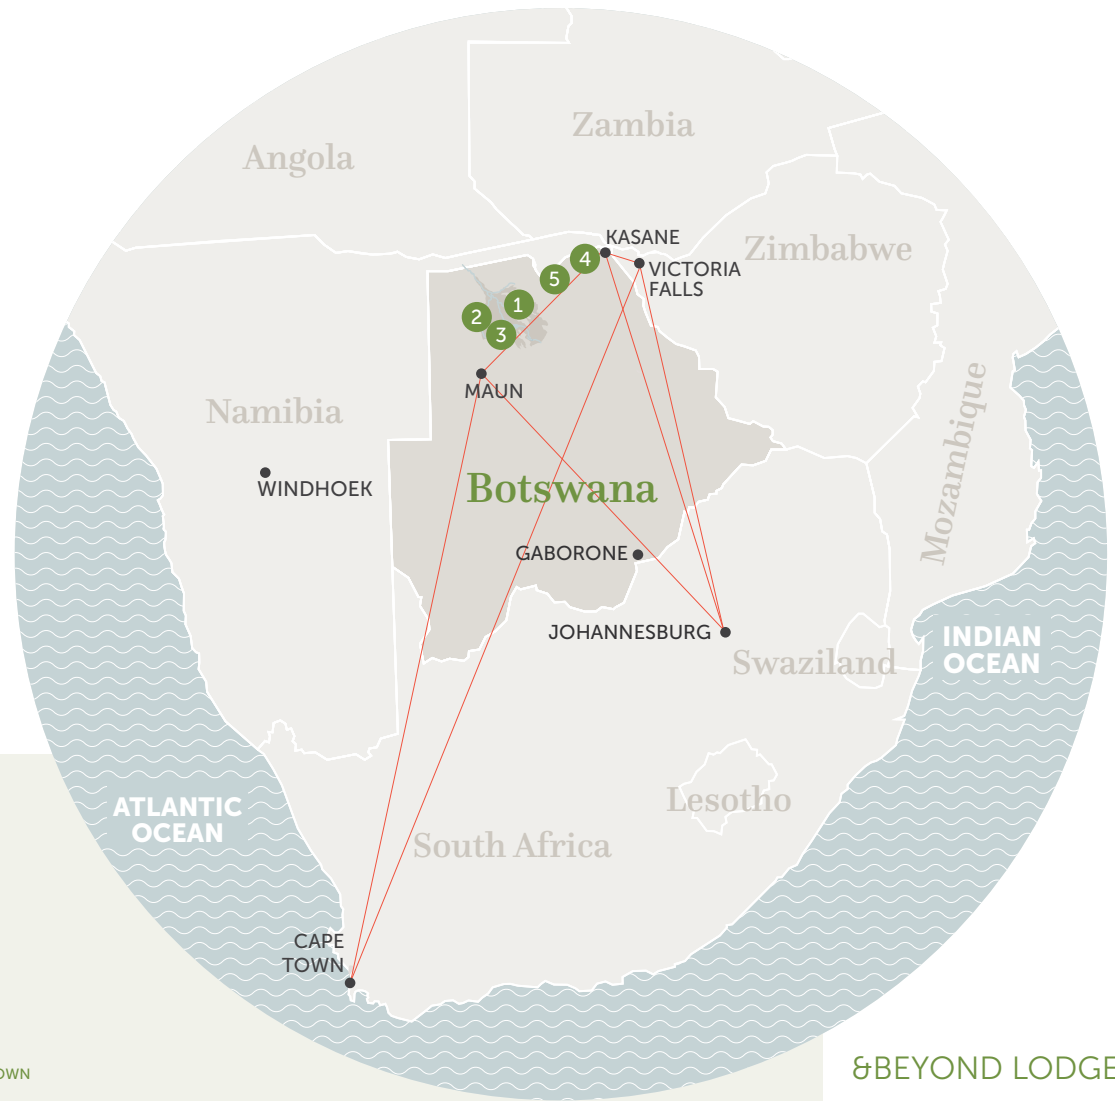 Zambia
Angola
KASANE
Zimbabwe
4
VICTORIA
FALLS
5
1
2
3
MAUN
Namibia
Mozambique
WINDHOEK
Botswana
GABORONE
JOHANNESBURG
INDIAN
OCEAN
Swaziland
Lesotho
ATLANTIC
OCEAN
South Africa
CAPE
TOWN
&BEYOND LODGE